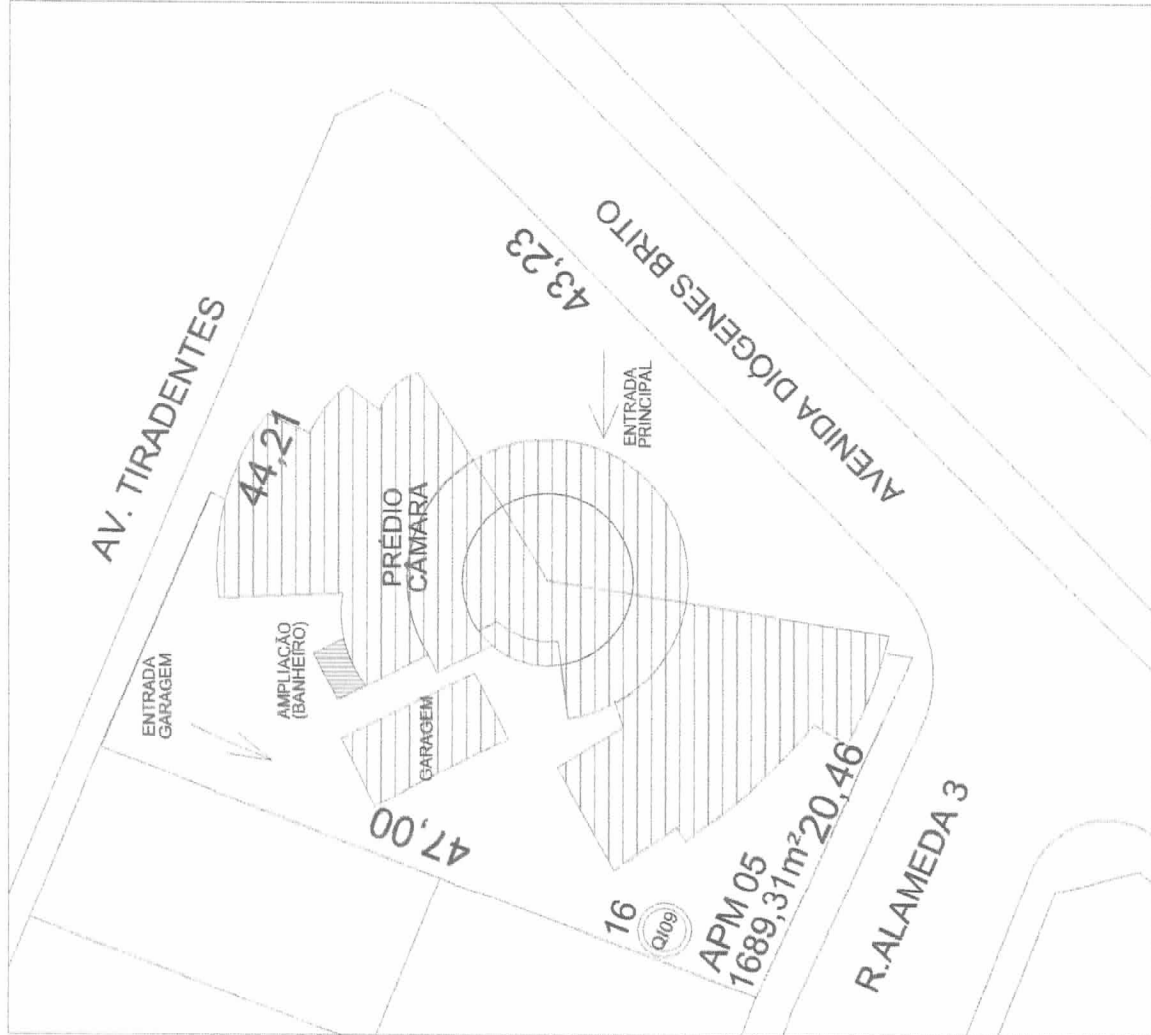 AV. TIRADENTES
43,23
AVENIDA DIÓGENES BRITO
44,21
ENTRADA
PRINCIPAL
PRÉDIO
CÂMARA
ENTRADA
GARAGEM
AMPLIAÇÃO
(BANHEIRO)
GARAGEM
47,00
16
QI09
APM 05
1689,31m²
20,46
R.ALAMEDA 3